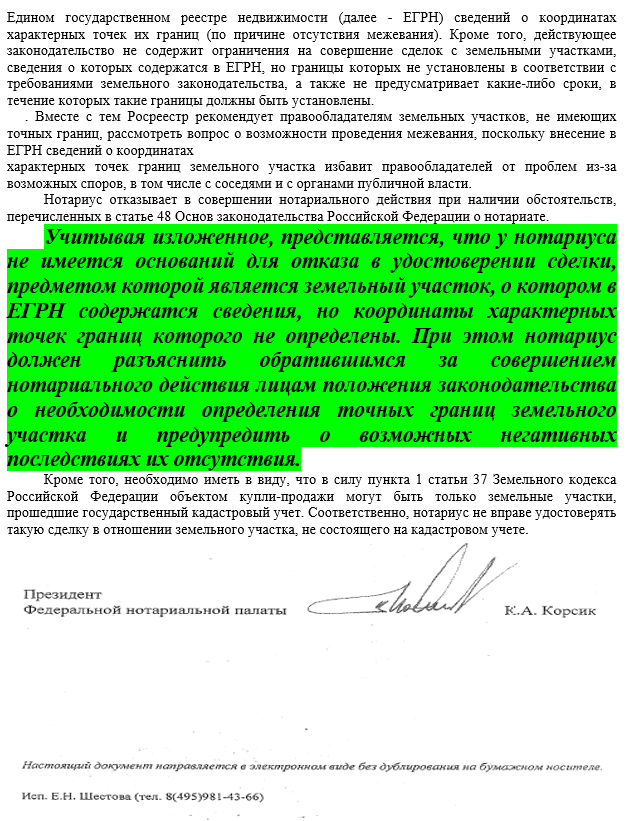 Едином государственном реестре недвижимости (далее - ЕГРН) сведений о координатах
характерных точек их границ (по причине отсутствия межевания). Кроме того, действующее
законодательство не содержит ограничения на совершение сделок с земельными участками,
сведения о которых содержатся в ЕГРН, но границы которых не установлены в соответствии с
требованиями земельного законодательства, а также не предусматривает какие-либо сроки, в
течение которых такие границы должны быть установлены.
. Вместе с тем Росреестр рекомендует правообладателям земельных участков, не имеющих
точных границ, рассмотреть вопрос о возможности проведения межевания, поскольку внесение в
ЕГРН сведений о координатах
характерных точек границ земельного участка избавит правообладателей от проблем из-за
возможных споров, в том числе с соседями и с органами публичной власти.
Нотариус отказывает в совершении нотариального действия при наличии обстоятельств,
перечисленных в статье 48 Основ законодательства Российской Федерации о нотариате.
Учитывая изложенное, представляется, что у нотариуса
не имеется оснований для отказа в удостоверении сделки,
предметом которой является земельный участок, о котором в
ЕГРН содержатся сведения, но координаты характерных
точек границ которого не определены. При этом нотариус
должен разъяснить обратившимся за совершением
нотариального действия лицам положения законодательства
о необходимости определения точных границ земельного
участка и предупредить о возможных негативных
последствиях их отсутствия.
Кроме того, необходимо иметь в виду, что в силу пункта 1 статьи 37 Земельного кодекса
Российской Федерации объектом купли-продажи могут быть только земельные участки,
прошедшие государственный кадастровый учет. Соответственно, нотариус не вправе удостоверять
такую сделку в отношении земельного участка, не состоящего на кадастровом учете.
Президент
Федеральной нотариальной палаты К.А. Корсик
Настоящий документ направляется в электронном виде без дублирования на бумажном носителе.
Исп. Е.Н. Шестова (тел. 8(495)981-43-66)